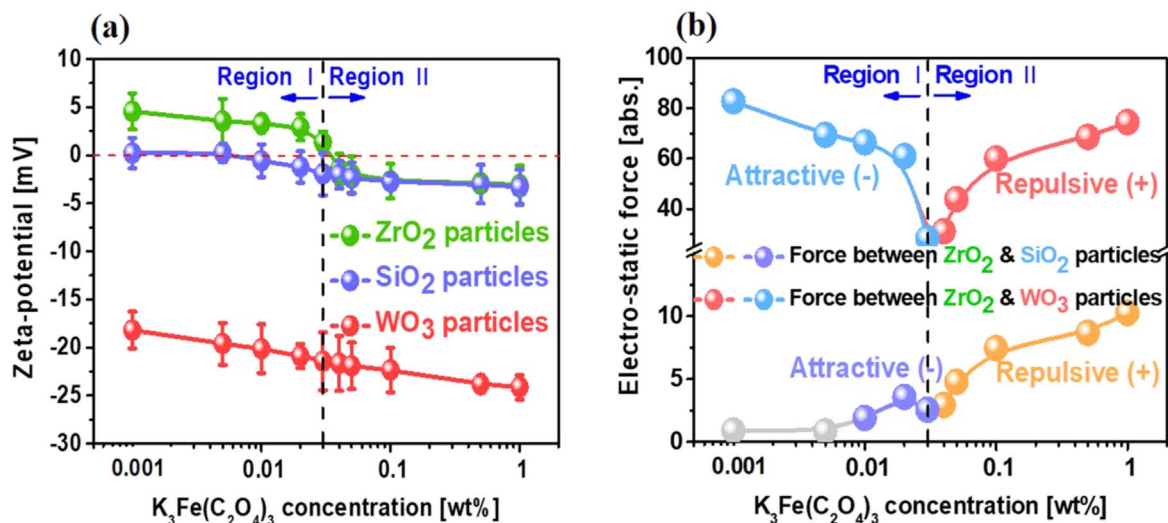 (a)
Zeta-potential [mV]
10
5
0
-5
-10
-15
-20
-25
-30
Region Ⅰ
Region Ⅱ
ZrO₂ particles
SiO₂ particles
WO₃ particles
0.001
0.01
0.1
1
K₃Fe(C₂O₄)₃ concentration [wt%]
(b)
Electro-static force [abs.]
100
80
60
40
10
5
0
Region Ⅰ
Region Ⅱ
Attractive (-)
Repulsive (+)
Force between ZrO₂ & SiO₂ particles
Force between ZrO₂ & WO₃ particles
Attractive (-)
Repulsive (+)
0.001
0.01
0.1
1
K₃Fe(C₂O₄)₃ concentration [wt%]